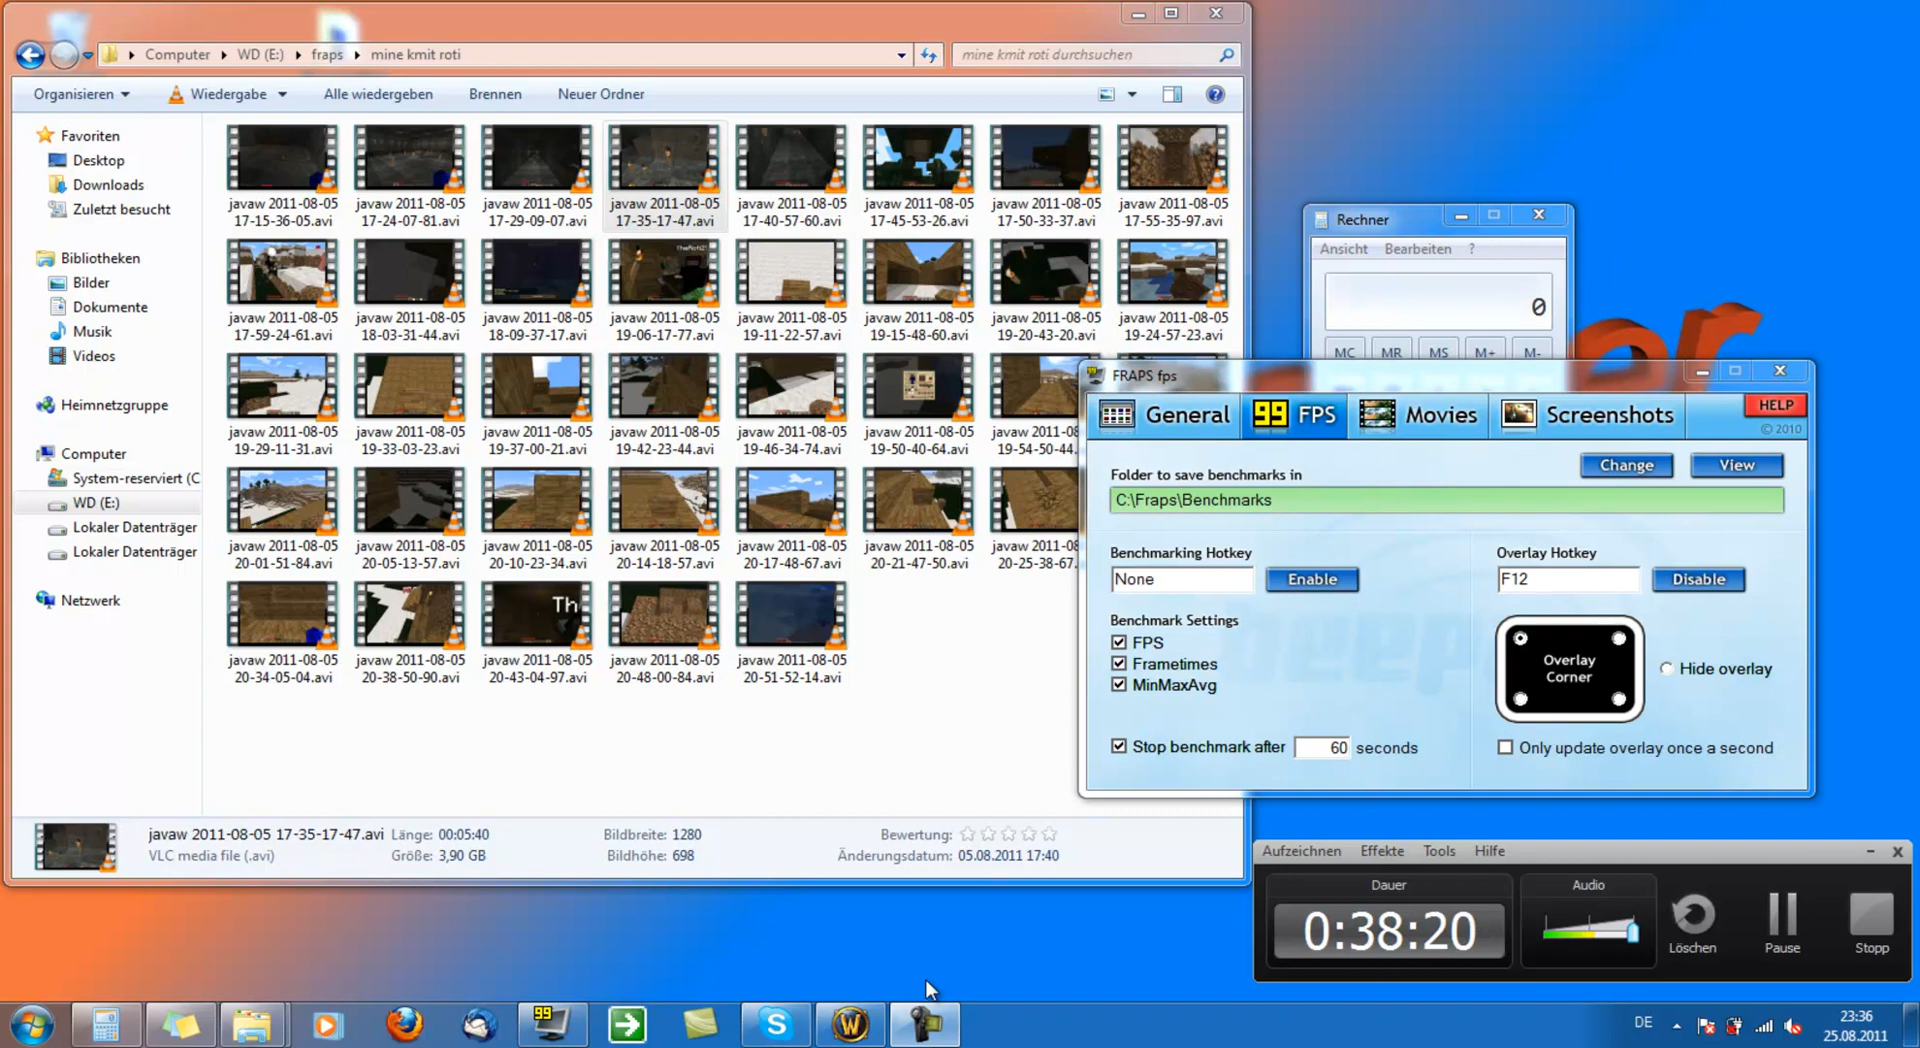 Computer ▸ WD (E:) ▸ fraps ▸ mine kmit roti
mine kmit roti durchsuchen
Organisieren Wiedergabe Alle wiedergeben Brennen Neuer Ordner
Favoriten
Desktop
Downloads
Zuletzt besucht
Bibliotheken
Bilder
Dokumente
Musik
Videos
Heimnetzgruppe
Computer
System-reserviert (C
WD (E:)
Lokaler Datenträger
Lokaler Datenträger
Netzwerk
javaw 2011-08-05 javaw 2011-08-05 javaw 2011-08-05 javaw 2011-08-05 javaw 2011-08-05 javaw 2011-08-05 javaw 2011-08-05 javaw 2011-08-05
17-15-36-05.avi 17-24-07-81.avi 17-29-09-07.avi 17-35-17-47.avi 17-40-57-60.avi 17-45-53-26.avi 17-50-33-37.avi 17-55-35-97.avi
javaw 2011-08-05 javaw 2011-08-05 javaw 2011-08-05 javaw 2011-08-05 javaw 2011-08-05 javaw 2011-08-05 javaw 2011-08-05 javaw 2011-08-05
17-59-24-61.avi 18-03-31-44.avi 18-09-37-17.avi 19-06-17-77.avi 19-11-22-57.avi 19-15-48-60.avi 19-20-43-20.avi 19-24-57-23.avi
javaw 2011-08-05 javaw 2011-08-05 javaw 2011-08-05 javaw 2011-08-05 javaw 2011-08-05 javaw 2011-08-05 javaw 2011-08
19-29-11-31.avi 19-33-03-23.avi 19-37-00-21.avi 19-42-23-44.avi 19-46-34-74.avi 19-50-40-64.avi 19-54-50-44.
javaw 2011-08-05 javaw 2011-08-05 javaw 2011-08-05 javaw 2011-08-05 javaw 2011-08-05 javaw 2011-08-05 javaw 2011-08
20-01-51-84.avi 20-05-13-57.avi 20-10-23-34.avi 20-14-18-57.avi 20-17-48-67.avi 20-21-47-50.avi 20-25-38-67.
Th
javaw 2011-08-05 javaw 2011-08-05 javaw 2011-08-05 javaw 2011-08-05 javaw 2011-08-05
20-34-05-04.avi 20-38-50-90.avi 20-43-04-97.avi 20-48-00-84.avi 20-51-52-14.avi
javaw 2011-08-05 17-35-17-47.avi Länge: 00:05:40 Bildbreite: 1280 Bewertung:
VLC media file (.avi) Größe: 3,90 GB Bildhöhe: 698 Änderungsdatum: 05.08.2011 17:40
Rechner
Ansicht Bearbeiten ?
0
MC MR MS M+ M-
er
FRAPS fps
General 99 FPS Movies Screenshots
HELP
© 2010
Folder to save benchmarks in Change View
C:\Fraps\Benchmarks
Benchmarking Hotkey Overlay Hotkey
None Enable F12 Disable
Benchmark Settings
FPS
Frametimes
MinMaxAvg
Overlay
Corner
Hide overlay
Stop benchmark after 60 seconds
Only update overlay once a second
Aufzeichnen Effekte Tools Hilfe
Dauer Audio
0:38:20
Löschen Pause Stopp
99
DE
23:36
25.08.2011